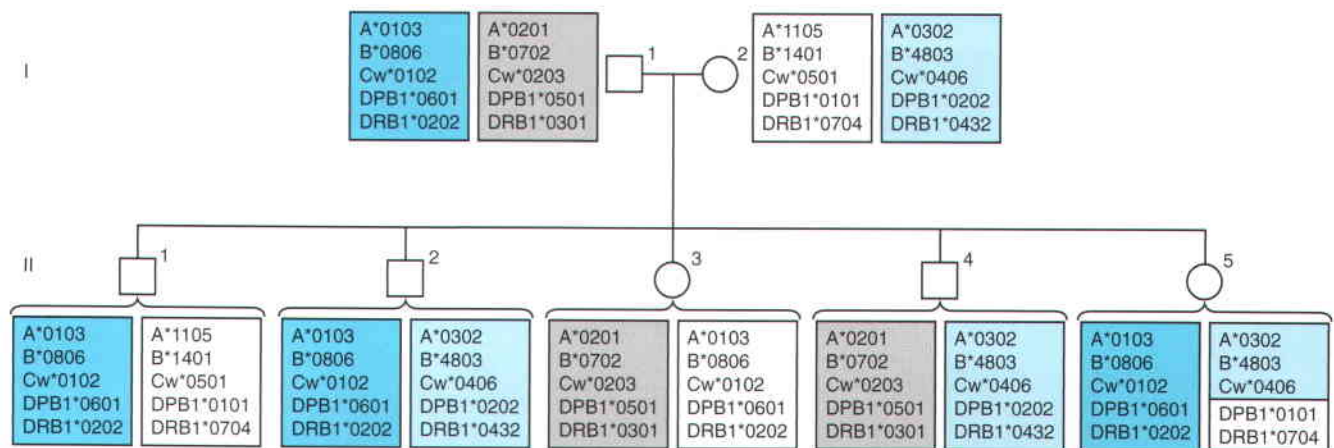 I
A*0103
B*0806
Cw*0102
DPB1*0601
DRB1*0202
A*0201
B*0702
Cw*0203
DPB1*0501
DRB1*0301
1
2
A*1105
B*1401
Cw*0501
DPB1*0101
DRB1*0704
A*0302
B*4803
Cw*0406
DPB1*0202
DRB1*0432
II
1
2
3
4
5
A*0103
B*0806
Cw*0102
DPB1*0601
DRB1*0202
A*1105
B*1401
Cw*0501
DPB1*0101
DRB1*0704
A*0103
B*0806
Cw*0102
DPB1*0601
DRB1*0202
A*0302
B*4803
Cw*0406
DPB1*0202
DRB1*0432
A*0201
B*0702
Cw*0203
DPB1*0501
DRB1*0301
A*0103
B*0806
Cw*0102
DPB1*0601
DRB1*0202
A*0201
B*0702
Cw*0203
DPB1*0501
DRB1*0301
A*0302
B*4803
Cw*0406
DPB1*0202
DRB1*0432
A*0103
B*0806
Cw*0102
DPB1*0601
DRB1*0202
A*0302
B*4803
Cw*0406
DPB1*0101
DRB1*0704